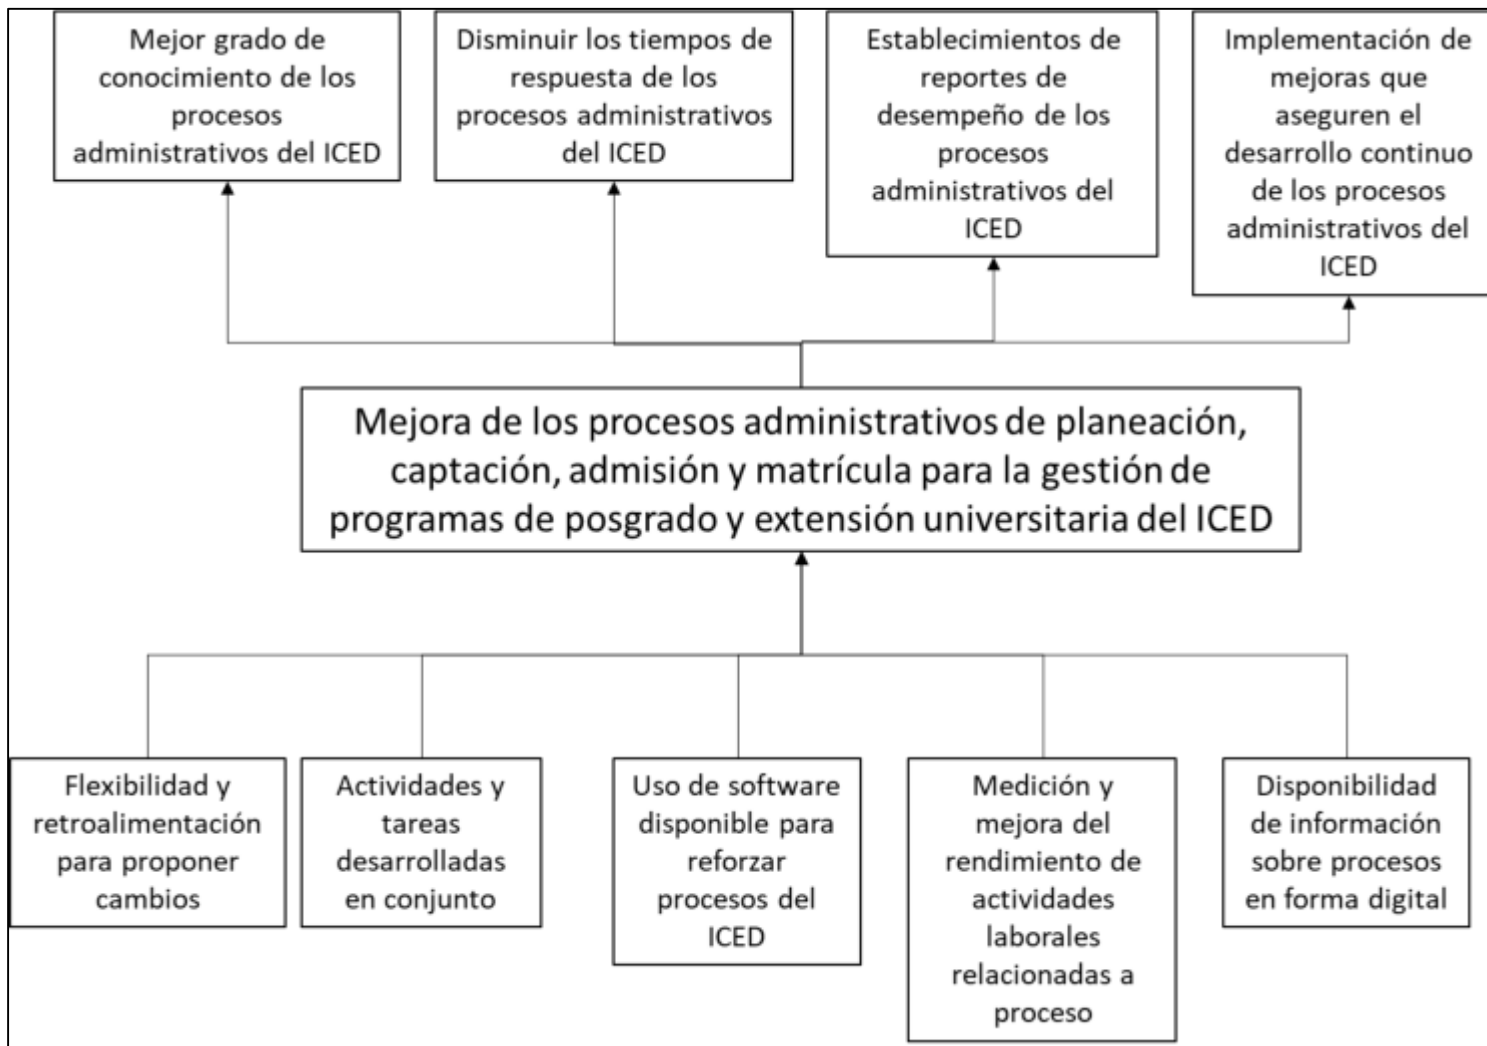 Mejor grado de
conocimiento de los
procesos
administrativos del ICED
Disminuir los tiempos de
respuesta de los
procesos administrativos
del ICED
Establecimientos de
reportes de
desempeño de los
procesos
administrativos del
ICED
Implementación de
mejoras que
aseguren el
desarrollo continuo
de los procesos
administrativos del
ICED
Mejora de los procesos administrativos de planeación,
captación, admisión y matrícula para la gestión de
programas de posgrado y extensión universitaria del ICED
Flexibilidad y
retroalimentación
para proponer
cambios
Actividades y
tareas
desarrolladas
en conjunto
Uso de software
disponible para
reforzar
procesos del
ICED
Medición y
mejora del
rendimiento de
actividades
laborales
relacionadas a
proceso
Disponibilidad
de información
sobre procesos
en forma digital